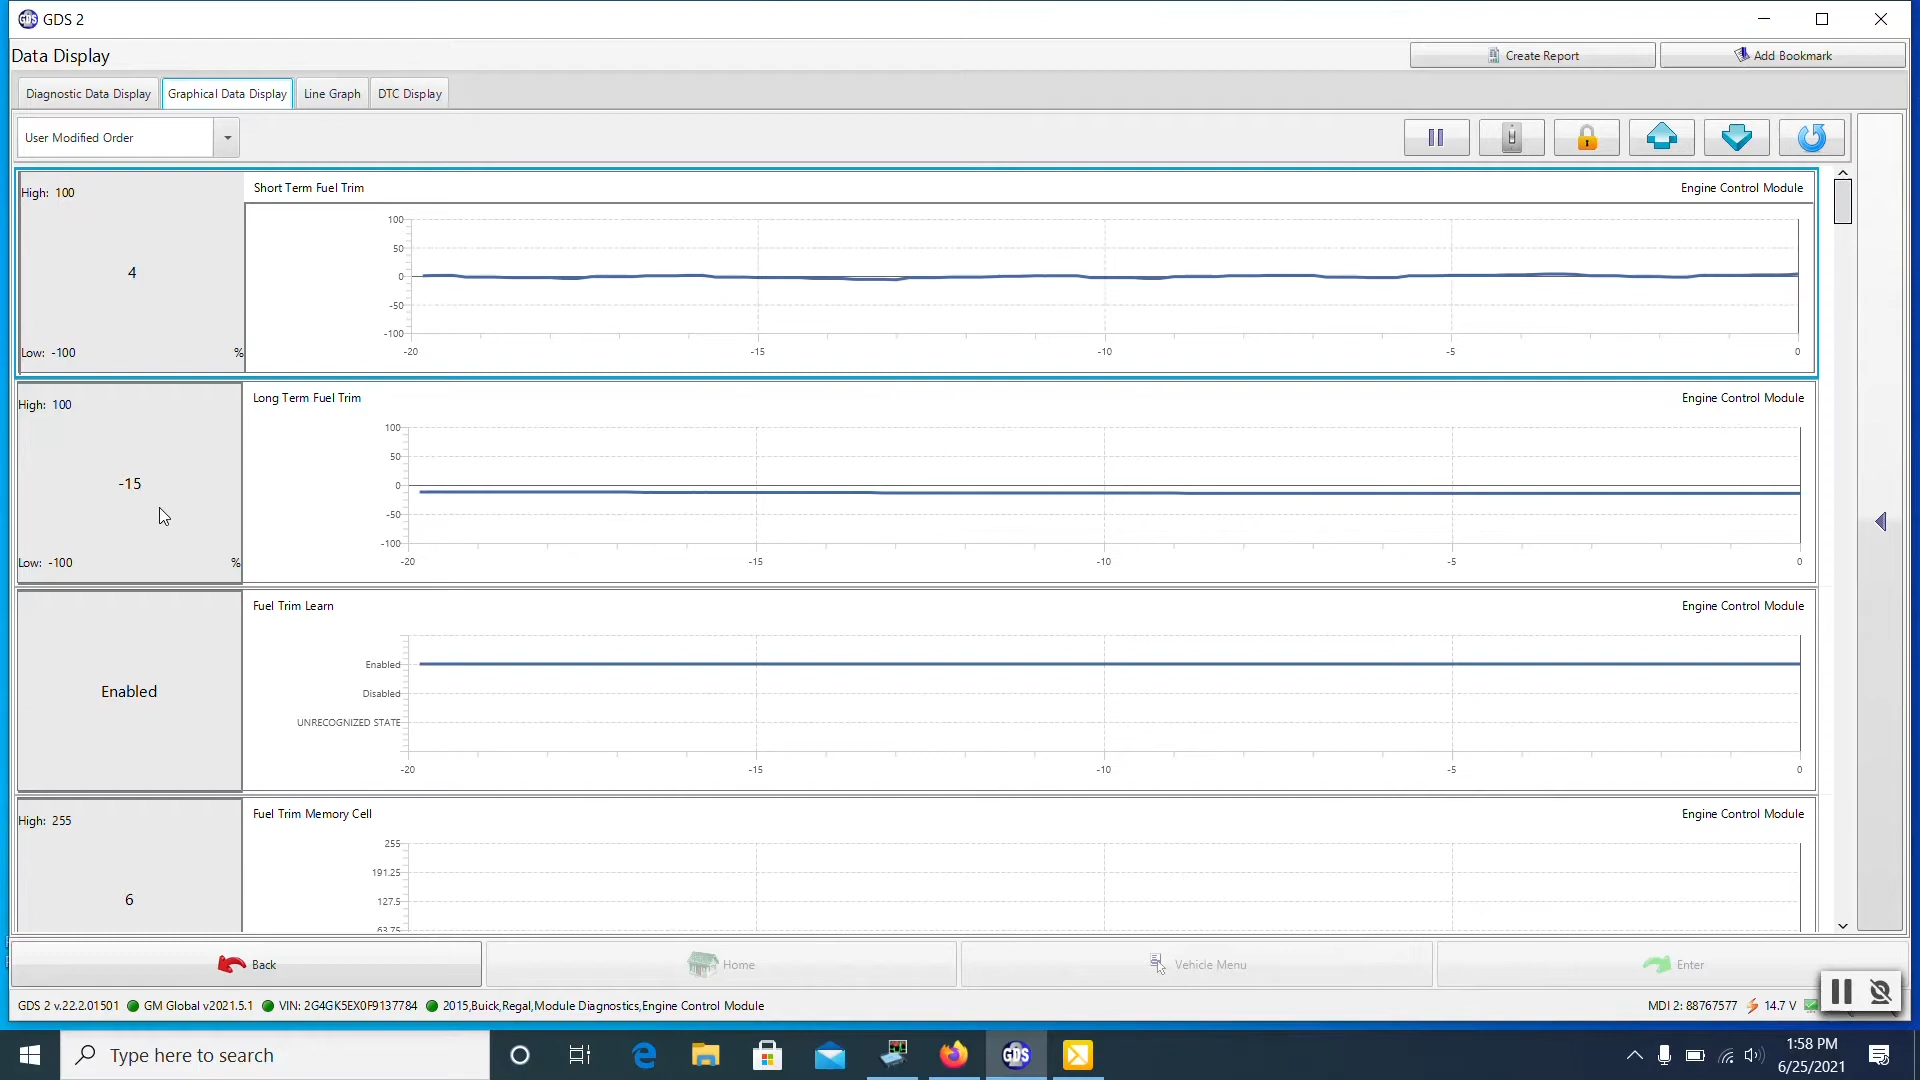 GDS 2
Data Display
Create Report
Add Bookmark
Diagnostic Data Display
Graphical Data Display
Line Graph
DTC Display
User Modified Order
High: 100
4
Low: -100
%
Short Term Fuel Trim
Engine Control Module
100
50
0
-50
-100
-20
-15
-10
-5
0
High: 100
-15
Low: -100
%
Long Term Fuel Trim
Engine Control Module
100
50
0
-50
-100
-20
-15
-10
-5
0
Enabled
Fuel Trim Learn
Engine Control Module
Enabled
Disabled
UNRECOGNIZED STATE
-20
-15
-10
-5
0
High: 255
6
Fuel Trim Memory Cell
Engine Control Module
255
191.25
127.5
63.75
Back
Home
Vehicle Menu
Enter
GDS 2 v.22.2.01501
GM Global v2021.5.1
VIN: 2G4GK5EX0F9137784
2015,Buick,Regal,Module Diagnostics,Engine Control Module
MDI 2: 88767577
14.7 V
Type here to search
GDS
1:58 PM
6/25/2021